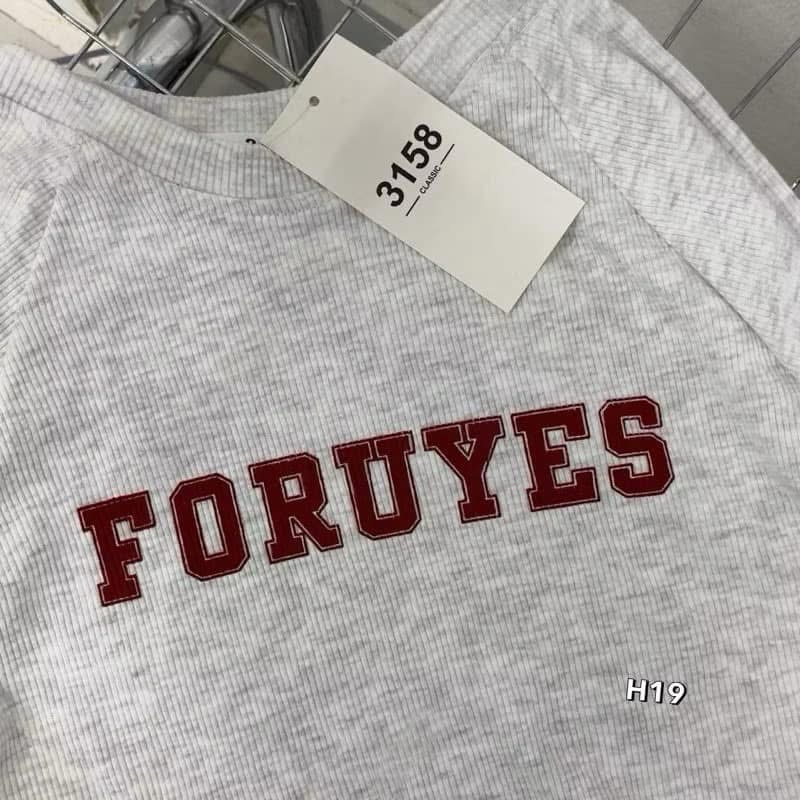 3158
CLASSIC
FORUYES
H19